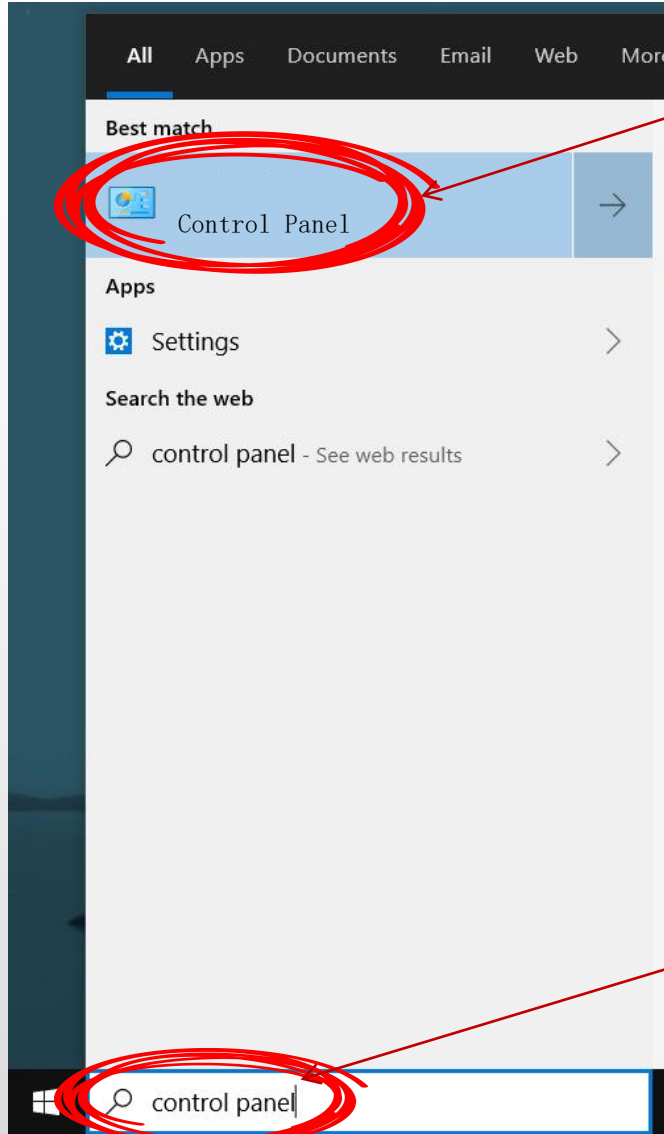 All Apps Documents Email Web More
Best match
Control Panel
Apps
Settings
Search the web
control panel - See web results
control panel